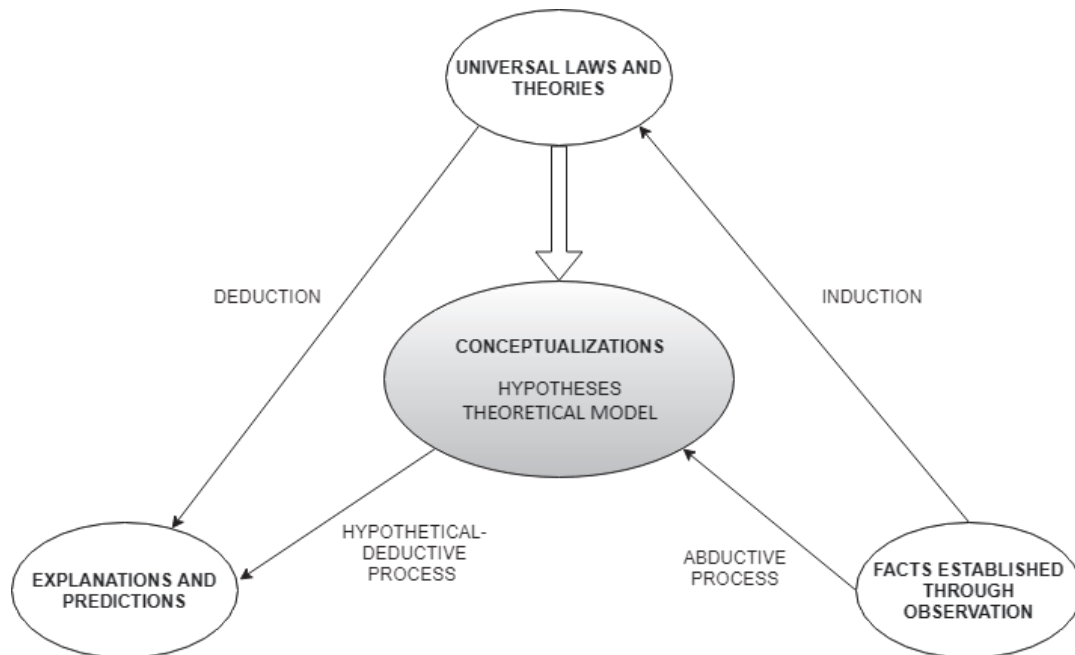 UNIVERSAL LAWS AND
THEORIES
DEDUCTION
INDUCTION
CONCEPTUALIZATIONS
HYPOTHESES
THEORETICAL MODEL
HYPOTHETICAL-
DEDUCTIVE
PROCESS
ABDUCTIVE
PROCESS
EXPLANATIONS AND
PREDICTIONS
FACTS ESTABLISHED
THROUGH
OBSERVATION